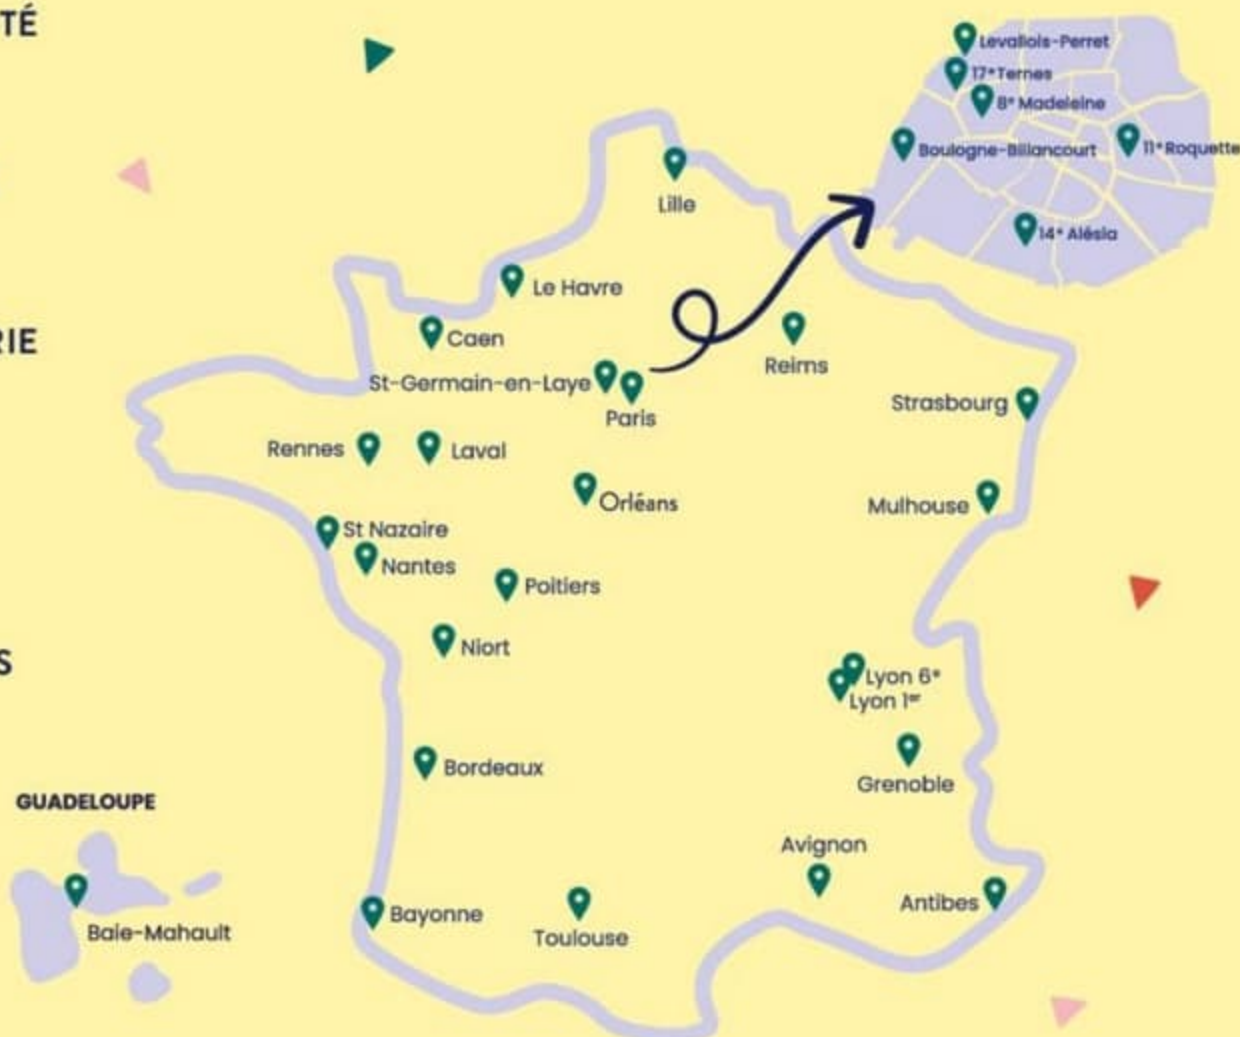 TÉ
RIE
S
Levallois-Perret
17e Ternes
8e Madeleine
Boulogne-Billancourt
11e Roquette
14e Alésia
Lille
Le Havre
Caen
Reims
St-Germain-en-Laye
Paris
Strasbourg
Rennes
Laval
Orléans
Mulhouse
St Nazaire
Nantes
Poitiers
Niort
Lyon 6e
Lyon 1er
Bordeaux
Grenoble
GUADELOUPE
Baie-Mahault
Avignon
Antibes
Bayonne
Toulouse